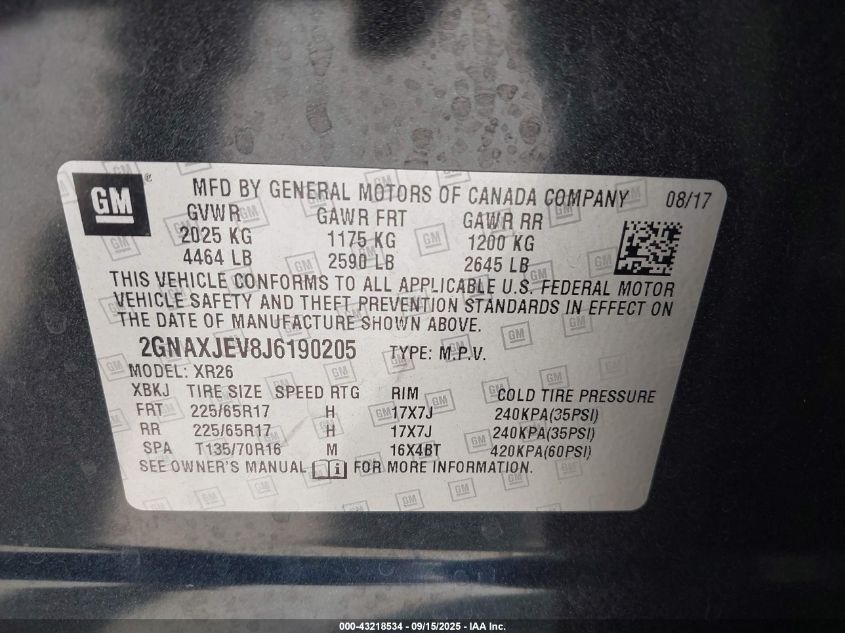 GM
MFD BY GENERAL MOTORS OF CANADA COMPANY 08/17
GVWR GAWR FRT GAWR RR
2025 KG 1175 KG 1200 KG
4464 LB 2590 LB 2645 LB
THIS VEHICLE CONFORMS TO ALL APPLICABLE U.S. FEDERAL MOTOR
VEHICLE SAFETY AND THEFT PREVENTION STANDARDS IN EFFECT ON
THE DATE OF MANUFACTURE SHOWN ABOVE.
2GNAXJEV8J6190205 TYPE: M.P.V.
MODEL: XR26
XBKJ TIRE SIZE SPEED RTG RIM COLD TIRE PRESSURE
FRT 225/65R17 H 17X7J 240KPA(35PSI)
RR 225/65R17 H 17X7J 240KPA(35PSI)
SPA T135/70R16 M 16X4BT 420KPA(60PSI)
SEE OWNER'S MANUAL FOR MORE INFORMATION.
000-43218534 - 09/15/2025 - IAA Inc.